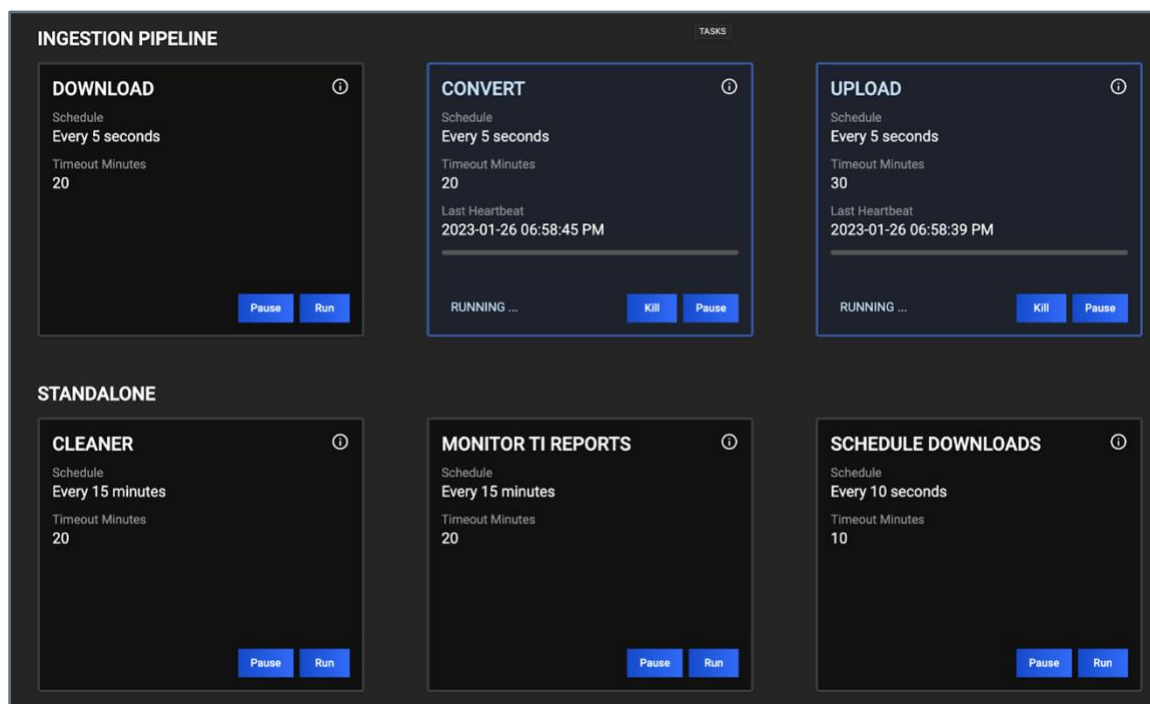 TASKS
INGESTION PIPELINE
DOWNLOAD
Schedule
Every 5 seconds
Timeout Minutes
20
Pause
Run
CONVERT
Schedule
Every 5 seconds
Timeout Minutes
20
Last Heartbeat
2023-01-26 06:58:45 PM
RUNNING ...
Kill
Pause
UPLOAD
Schedule
Every 5 seconds
Timeout Minutes
30
Last Heartbeat
2023-01-26 06:58:39 PM
RUNNING ...
Kill
Pause
STANDALONE
CLEANER
Schedule
Every 15 minutes
Timeout Minutes
20
Pause
Run
MONITOR TI REPORTS
Schedule
Every 15 minutes
Timeout Minutes
20
Pause
Run
SCHEDULE DOWNLOADS
Schedule
Every 10 seconds
Timeout Minutes
10
Pause
Run